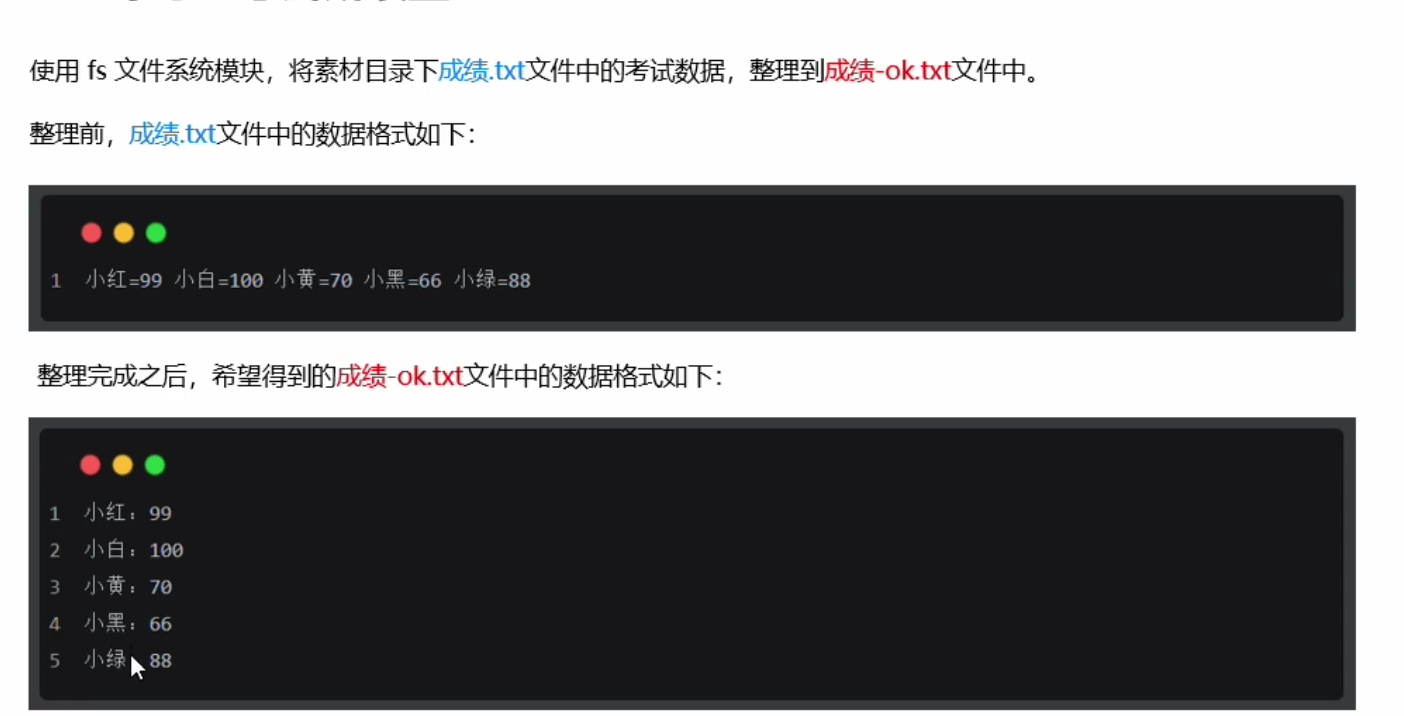 使用 fs 文件系统模块，将素材目录下成绩.txt文件中的考试数据，整理到成绩-ok.txt文件中。
整理前，成绩.txt文件中的数据格式如下：
1 小红=99 小白=100 小黄=70 小黑=66 小绿=88
整理完成之后，希望得到的成绩-ok.txt文件中的数据格式如下：
1 小红：99
2 小白：100
3 小黄：70
4 小黑：66
5 小绿 88